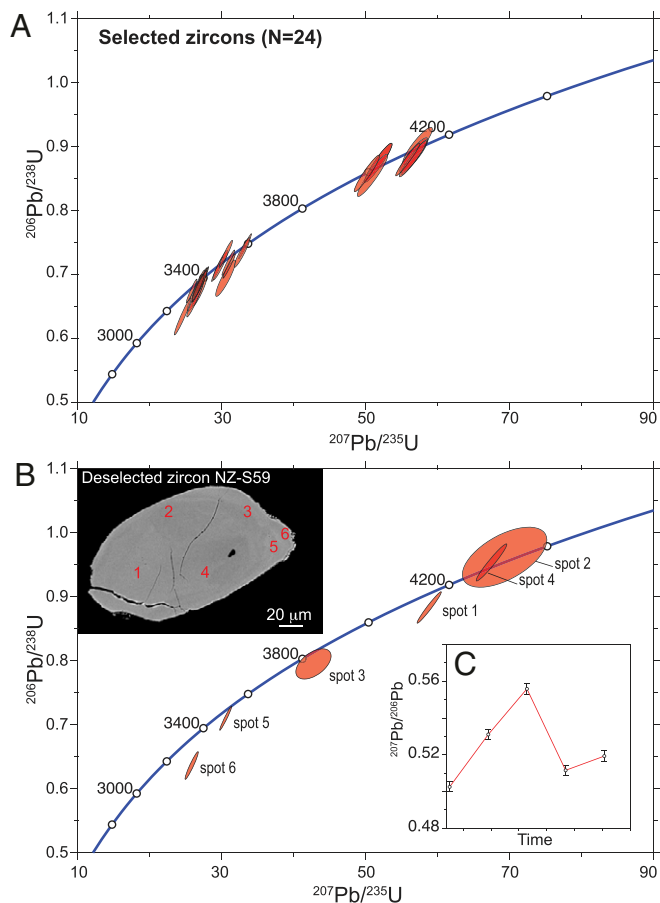 A
Selected zircons (N=24)
1.1
1.0
0.9
0.8
0.7
0.6
0.5
²⁰⁶Pb/²³⁸U
4200
3800
3400
3000
10
30
50
70
90
²⁰⁷Pb/²³⁵U
B
Deselected zircon NZ-S59
1
2
3
4
5
6
20 µm
1.1
1.0
0.9
0.8
0.7
0.6
0.5
²⁰⁶Pb/²³⁸U
4200
3800
3400
3000
spot 2
spot 4
spot 1
spot 3
spot 5
spot 6
C
0.56
0.52
0.48
²⁰⁷Pb/²⁰⁶Pb
Time
10
30
50
70
90
²⁰⁷Pb/²³⁵U